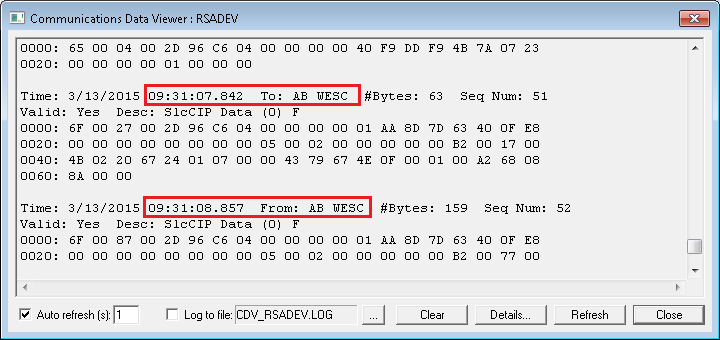 Communications Data Viewer : RSADEV
0000: 65 00 04 00 2D 96 C6 04 00 00 00 00 40 F9 DD F9 4B 7A 07 23
0020: 00 00 00 00 01 00 00 00
Time: 3/13/2015 09:31:07.842 To: AB WESC #Bytes: 63 Seq Num: 51
Valid: Yes Desc: SlcCIP Data (0) F
0000: 6F 00 27 00 2D 96 C6 04 00 00 00 00 01 AA 8D 7D 63 40 0F E8
0020: 00 00 00 00 00 00 00 00 05 00 02 00 00 00 00 00 B2 00 17 00
0040: 4B 02 20 67 24 01 07 00 00 43 79 67 4E 0F 00 01 00 A2 68 08
0060: 8A 00 00
Time: 3/13/2015 09:31:08.857 From: AB WESC #Bytes: 159 Seq Num: 52
Valid: Yes Desc: SlcCIP Data (0) F
0000: 6F 00 87 00 2D 96 C6 04 00 00 00 00 01 AA 8D 7D 63 40 0F E8
0020: 00 00 00 00 00 00 00 00 05 00 02 00 00 00 00 00 B2 00 77 00
Auto refresh (s): 1 Log to file: CDV_RSADEV.LOG ... Clear Details... Refresh Close